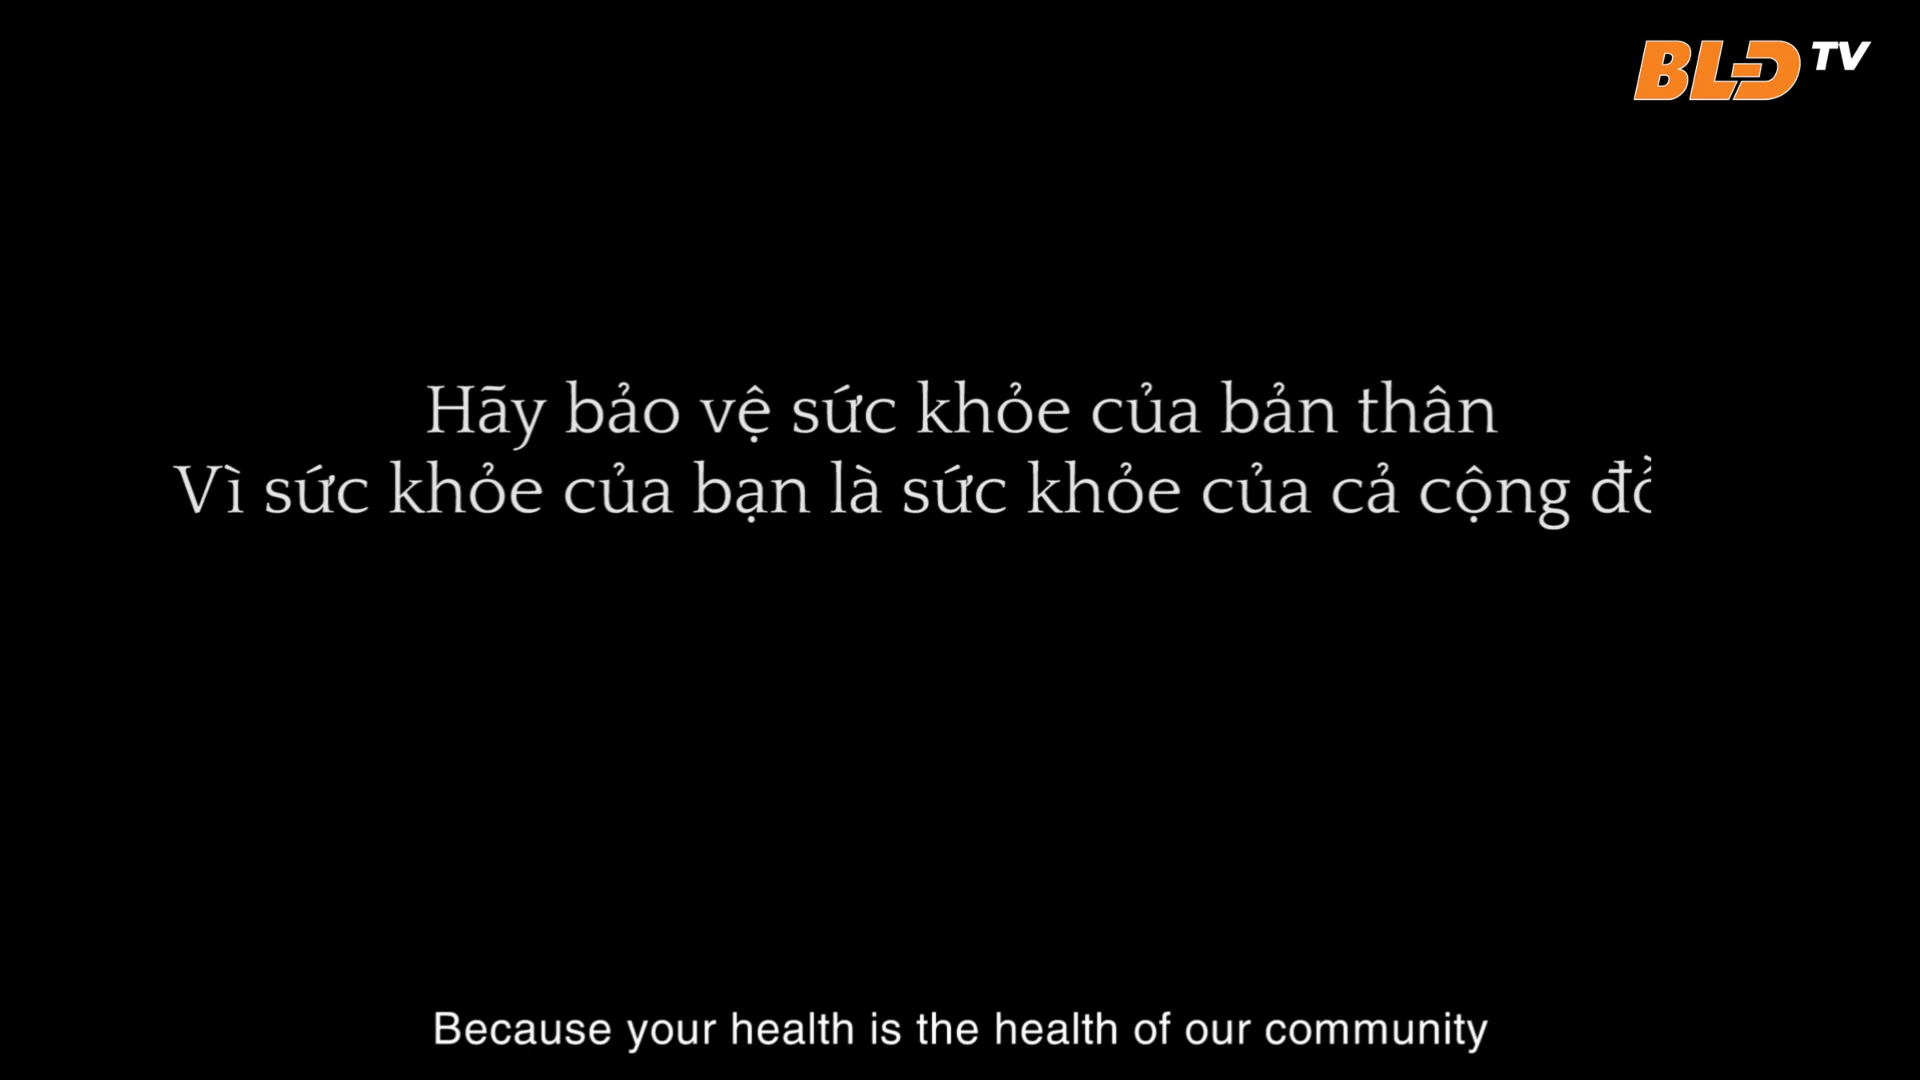 BLD TV
Hãy bảo vệ sức khỏe của bản thân
Vì sức khỏe của bạn là sức khỏe của cả cộng
Because your health is the health of our community